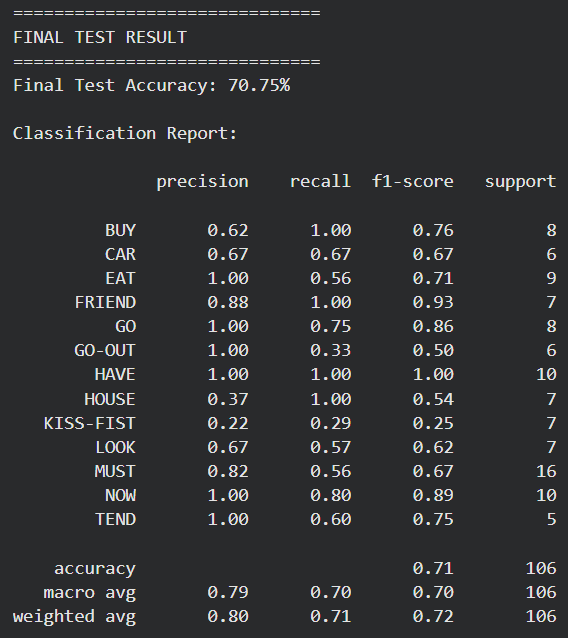 ==============================
FINAL TEST RESULT
==============================
Final Test Accuracy: 70.75%
Classification Report:
precision recall f1-score support
BUY 0.62 1.00 0.76 8
CAR 0.67 0.67 0.67 6
EAT 1.00 0.56 0.71 9
FRIEND 0.88 1.00 0.93 7
GO 1.00 0.75 0.86 8
GO-OUT 1.00 0.33 0.50 6
HAVE 1.00 1.00 1.00 10
HOUSE 0.37 1.00 0.54 7
KISS-FIST 0.22 0.29 0.25 7
LOOK 0.67 0.57 0.62 7
MUST 0.82 0.56 0.67 16
NOW 1.00 0.80 0.89 10
TEND 1.00 0.60 0.75 5
accuracy 0.71 106
macro avg 0.79 0.70 0.70 106
weighted avg 0.80 0.71 0.72 106